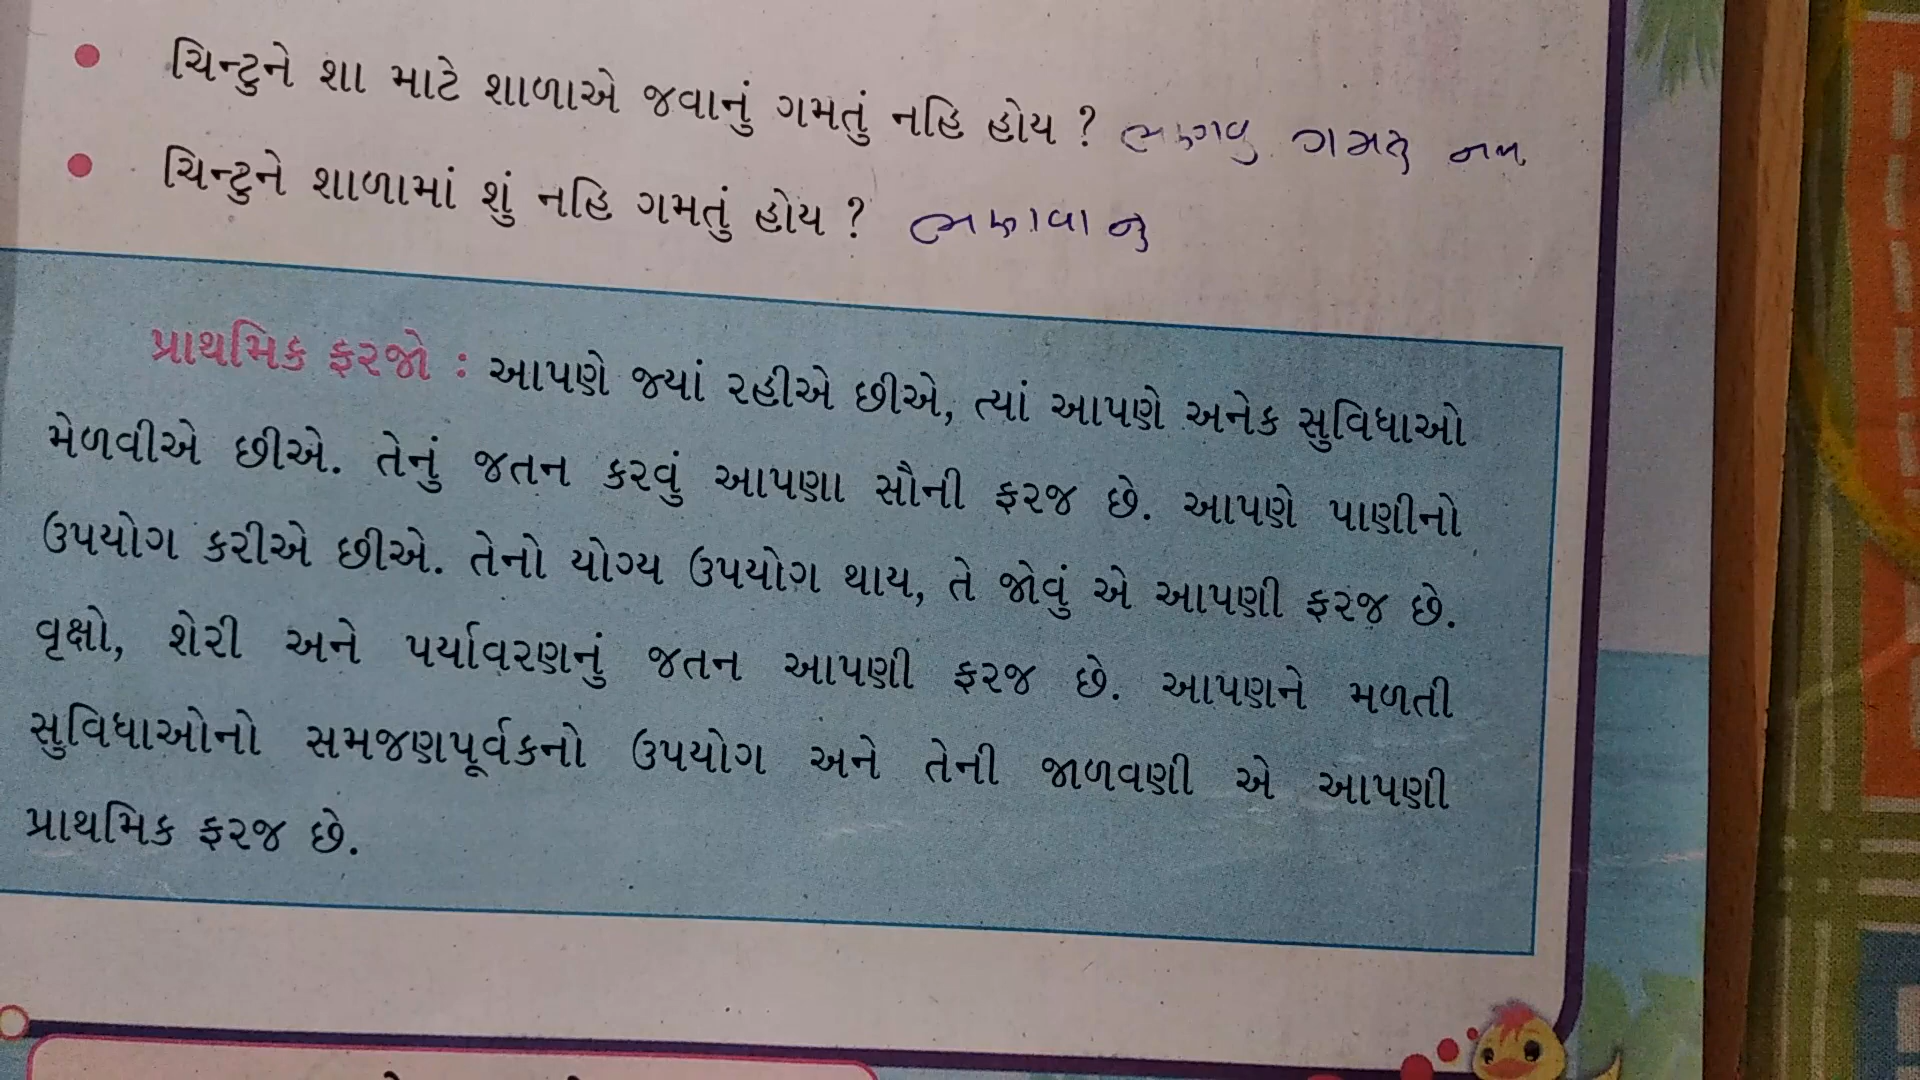 ચિન્ટુને શા માટે શાળાએ જવાનું ગમતું નહિ હોય ? ભણવુ ગમતુ
ચિન્ટુને શાળામાં શું નહિ ગમતું હોય ? ભણવાનુ
પ્રાથમિક ફરજો : આપણે જ્યાં રહીએ છીએ, ત્યાં આપણે અનેક સુવિધાઓ
મેળવીએ છીએ. તેનું જતન કરવું આપણા સૌની ફરજ છે. આપણે પાણીનો
ઉપયોગ કરીએ છીએ. તેનો યોગ્ય ઉપયોગ થાય, તે જોવું એ આપણી ફરજ છે.
વૃક્ષો, શેરી અને પર્યાવરણનું જતન આપણી ફરજ છે. આપણને મળતી
સુવિધાઓનો સમજણપૂર્વકનો ઉપયોગ અને તેની જાળવણી એ આપણી
પ્રાથમિક ફરજ છે.